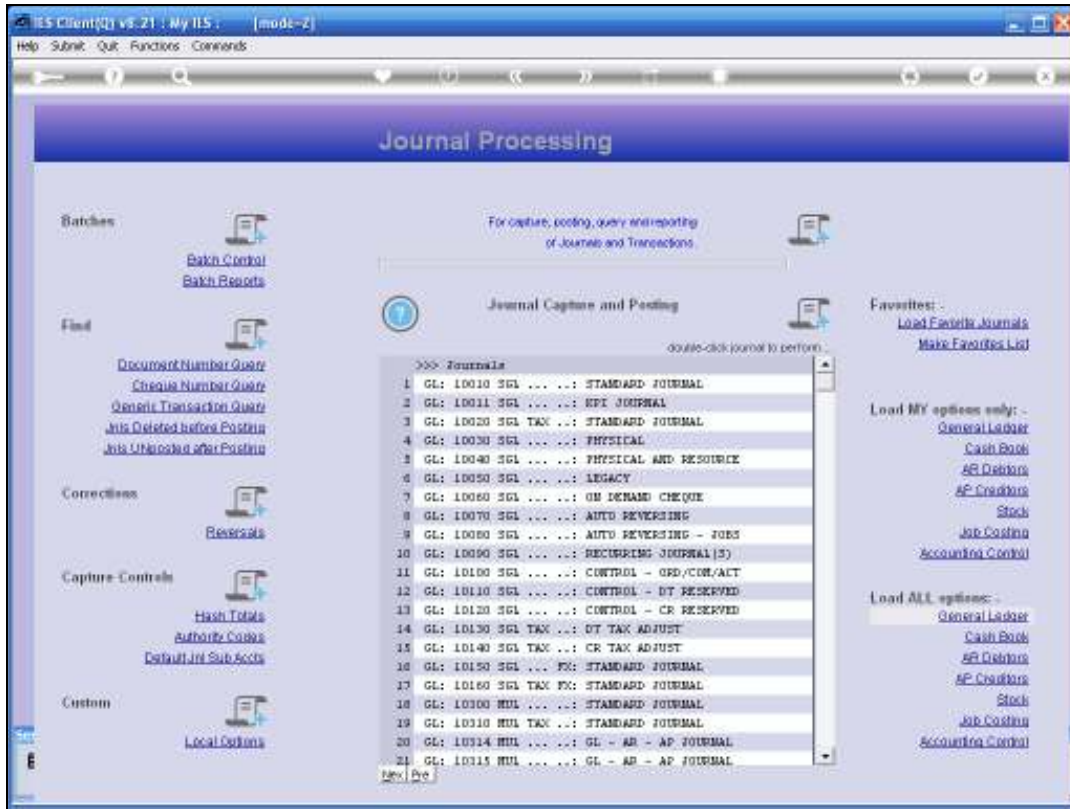 IES Client(Q) v8.21 : My IES : [mode=2]
Help Submit Quit Functions Commands
Journal Processing
Batches
Batch Control
Batch Reports
Find
Document Number Query
Cheque Number Query
Generic Transaction Query
Jnls Deleted before Posting
Jnls UNposted after Posting
Corrections
Reversals
Capture Controls
Hash Totals
Authority Codes
Default Jnl Sub Accts
Custom
Local Options
For capture, posting, query and reporting
of Journals and Transactions.
Journal Capture and Posting
double-click journal to perform...
>>> Journals
1 GL: 10010 SGL ... ..: STANDARD JOURNAL
2 GL: 10011 SGL ... ..: KPI JOURNAL
3 GL: 10020 SGL TAX ..: STANDARD JOURNAL
4 GL: 10030 SGL ... ..: PHYSICAL
5 GL: 10040 SGL ... ..: PHYSICAL AND RESOURCE
6 GL: 10050 SGL ... ..: LEGACY
7 GL: 10060 SGL ... ..: ON DEMAND CHEQUE
8 GL: 10070 SGL ... ..: AUTO REVERSING
9 GL: 10080 SGL ... ..: AUTO REVERSING - JOBS
10 GL: 10090 SGL ... ..: RECURRING JOURNAL(S)
11 GL: 10100 SGL ... ..: CONTROL - ORD/COM/ACT
12 GL: 10110 SGL ... ..: CONTROL - DT RESERVED
13 GL: 10120 SGL ... ..: CONTROL - CR RESERVED
14 GL: 10130 SGL TAX ..: DT TAX ADJUST
15 GL: 10140 SGL TAX ..: CR TAX ADJUST
16 GL: 10150 SGL ... FX: STANDARD JOURNAL
17 GL: 10160 SGL TAX FX: STANDARD JOURNAL
18 GL: 10300 MUL ... ..: STANDARD JOURNAL
19 GL: 10310 MUL TAX ..: STANDARD JOURNAL
20 GL: 10314 MUL ... ..: GL - AR - AP JOURNAL
21 GL: 10315 MUL ... ..: GL - AR - AP JOURNAL
Nex Pre
Favorites: -
Load Favorite Journals
Make Favorites List
Load MY options only: -
General Ledger
Cash Book
AR Debtors
AP Creditors
Stock
Job Costing
Accounting Control
Load ALL options: -
General Ledger
Cash Book
AR Debtors
AP Creditors
Stock
Job Costing
Accounting Control